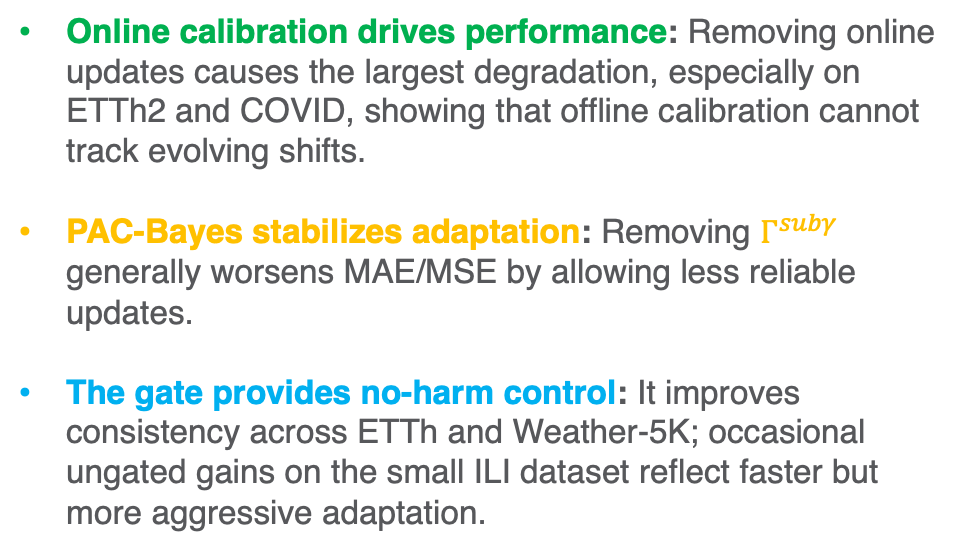 • Online calibration drives performance: Removing online
updates causes the largest degradation, especially on
ETTh2 and COVID, showing that offline calibration cannot
track evolving shifts.
• PAC-Bayes stabilizes adaptation: Removing Γ^{subγ}
generally worsens MAE/MSE by allowing less reliable
updates.
• The gate provides no-harm control: It improves
consistency across ETTh and Weather-5K; occasional
ungated gains on the small ILI dataset reflect faster but
more aggressive adaptation.